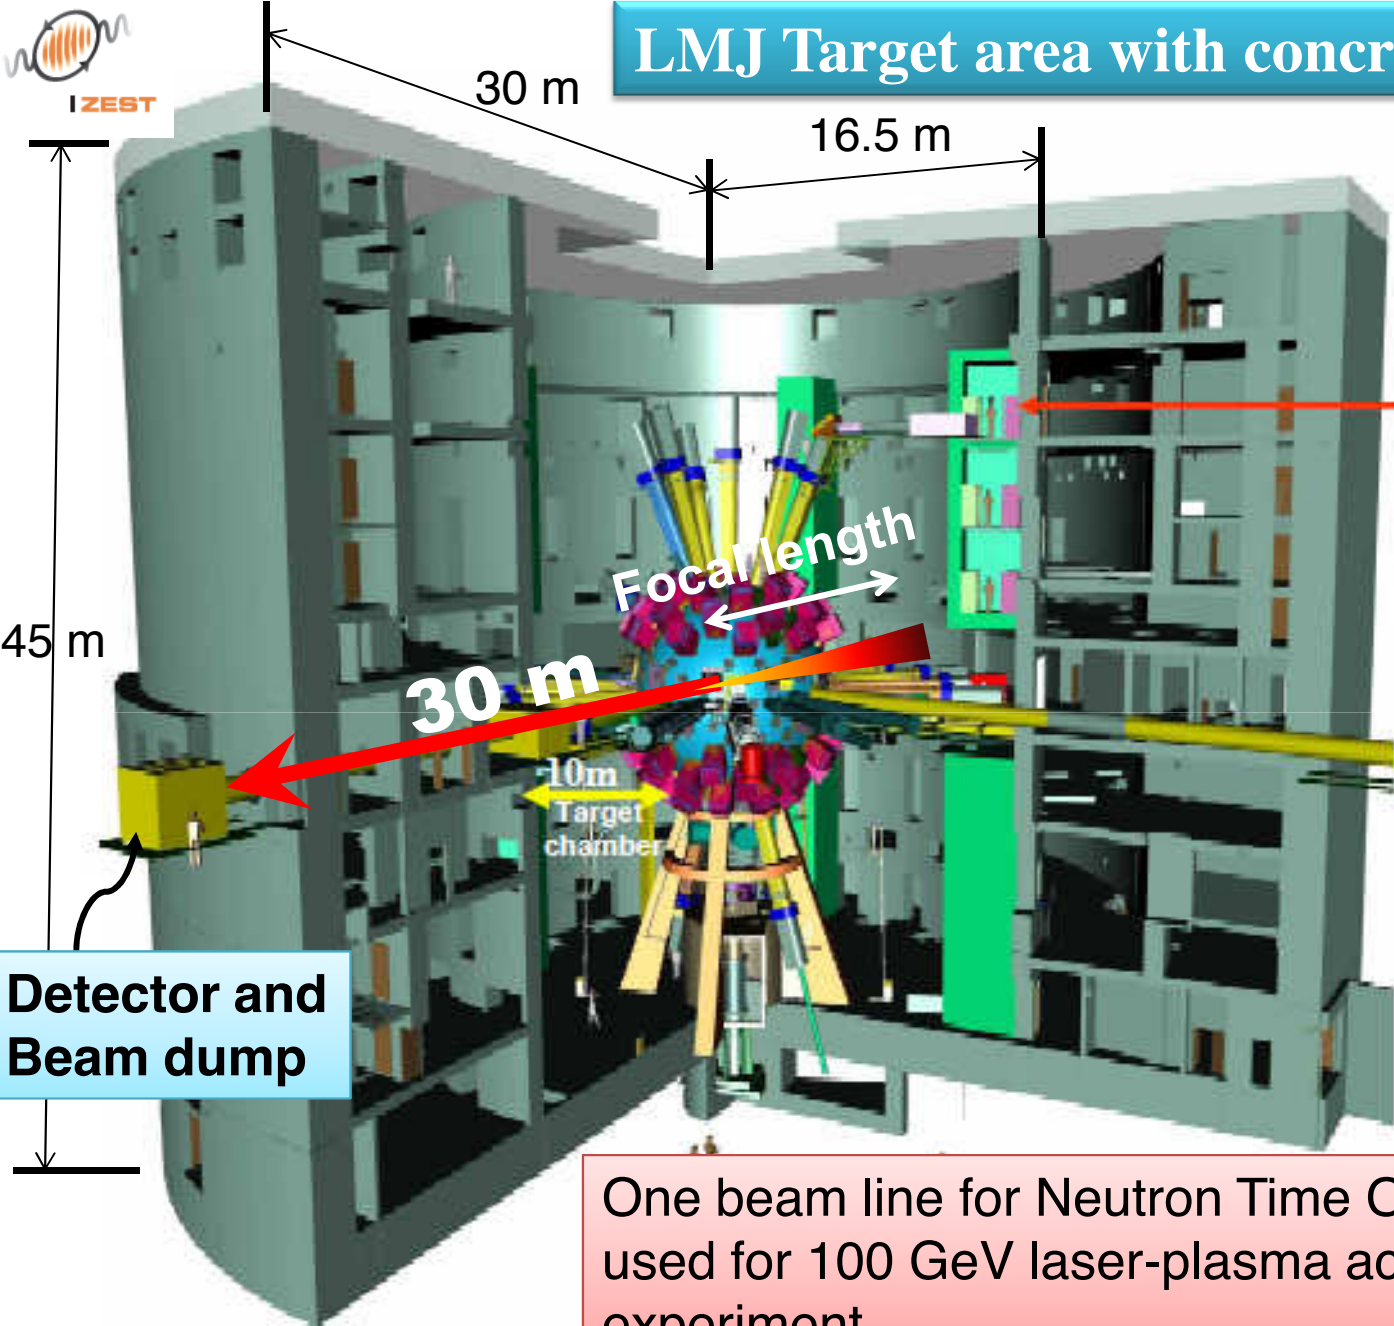 IZEST
LMJ Target area with concr
30 m
16.5 m
Focal length
45 m
30 m
10m
Target
chamber
Detector and
Beam dump
One beam line for Neutron Time O
used for 100 GeV laser-plasma ac
experiment